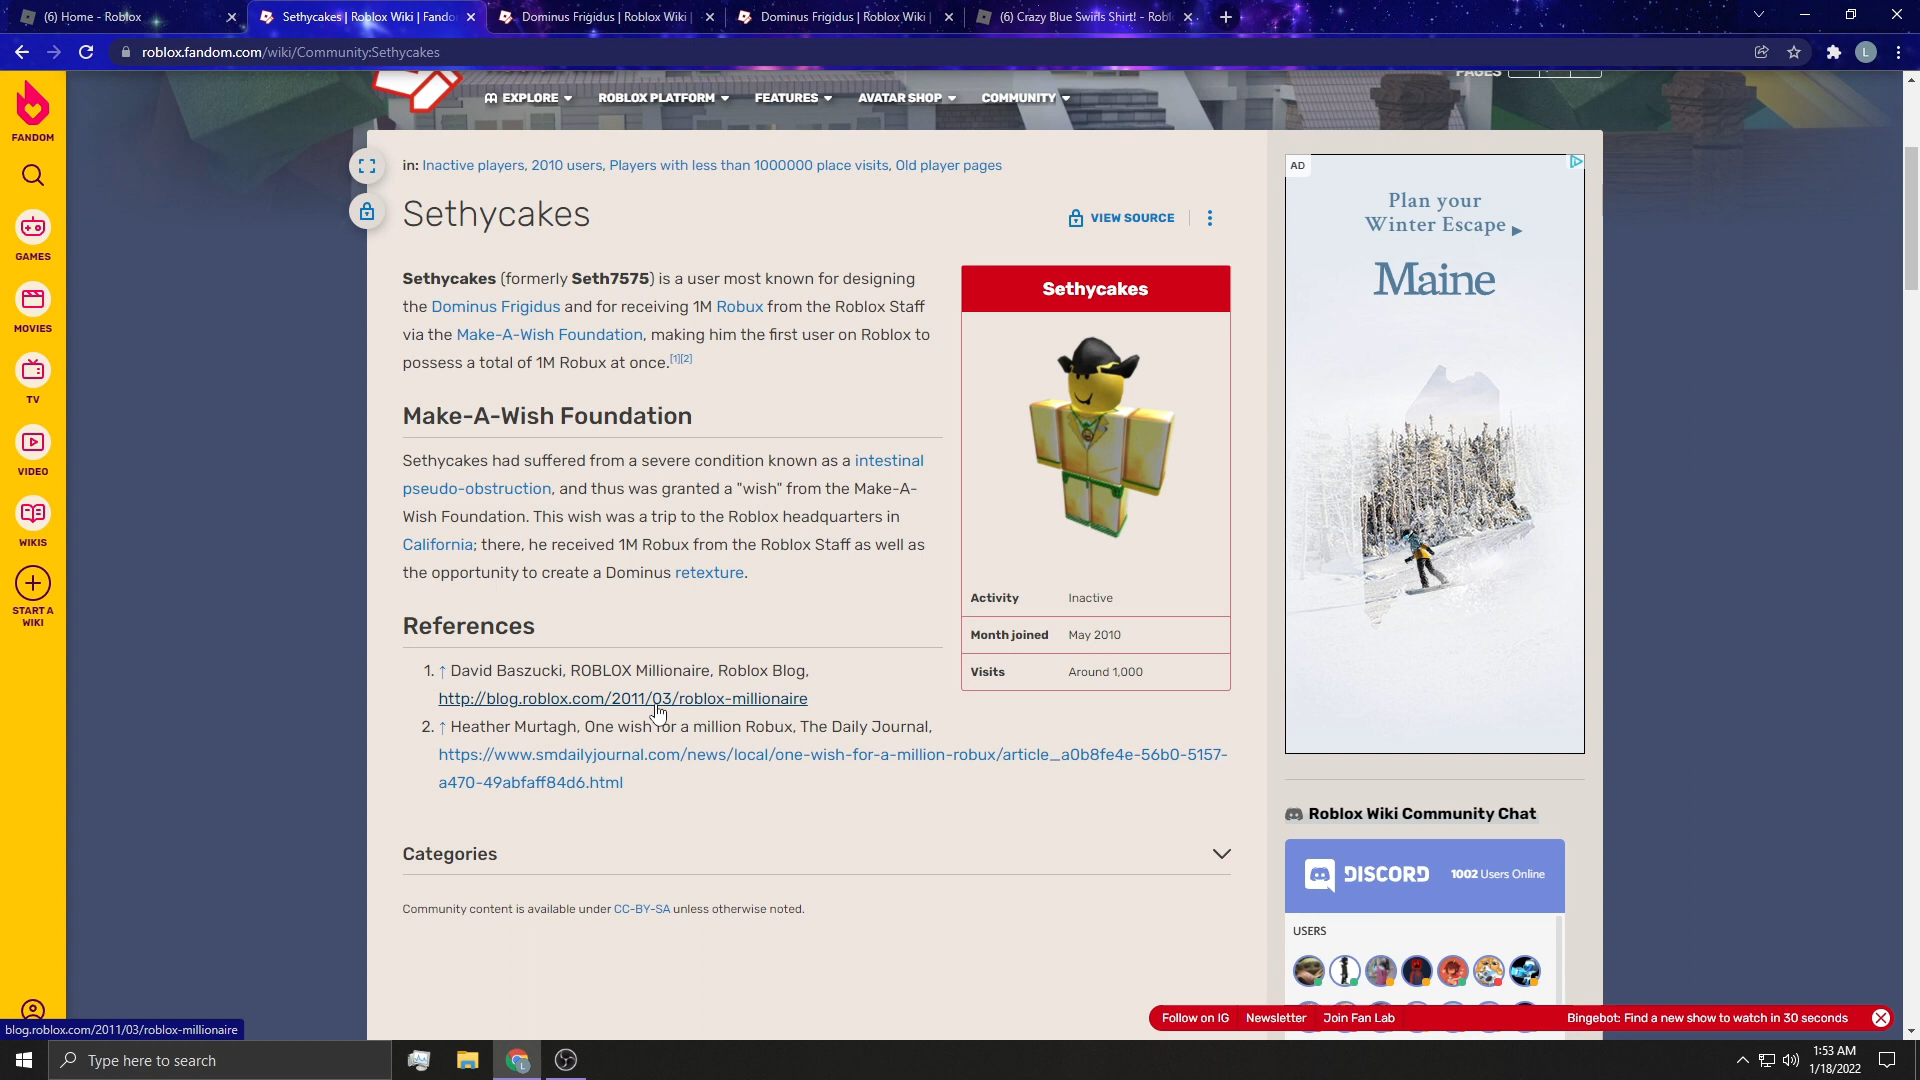 (6) Home - Roblox
Sethycakes | Roblox Wiki | Fando
Dominus Frigidus | Roblox Wiki |
Dominus Frigidus | Roblox Wiki |
(6) Crazy Blue Swirls Shirt! - Robl
roblox.fandom.com/wiki/Community:Sethycakes
L
FANDOM
GAMES
MOVIES
TV
VIDEO
WIKIS
START A
WIKI
PAGES
EXPLORE
ROBLOX PLATFORM
FEATURES
AVATAR SHOP
COMMUNITY
in: Inactive players, 2010 users, Players with less than 1000000 place visits, Old player pages
Sethycakes
VIEW SOURCE
Sethycakes (formerly Seth7575) is a user most known for designing
the Dominus Frigidus and for receiving 1M Robux from the Roblox Staff
via the Make-A-Wish Foundation, making him the first user on Roblox to
possess a total of 1M Robux at once.[1][2]
Make-A-Wish Foundation
Sethycakes had suffered from a severe condition known as a intestinal
pseudo-obstruction, and thus was granted a "wish" from the Make-A-
Wish Foundation. This wish was a trip to the Roblox headquarters in
California; there, he received 1M Robux from the Roblox Staff as well as
the opportunity to create a Dominus retexture.
Sethycakes
Activity Inactive
Month joined May 2010
Visits Around 1,000
References
1. ↑ David Baszucki, ROBLOX Millionaire, Roblox Blog,
http://blog.roblox.com/2011/03/roblox-millionaire
2. ↑ Heather Murtagh, One wish for a million Robux, The Daily Journal,
https://www.smdailyjournal.com/news/local/one-wish-for-a-million-robux/article_a0b8fe4e-56b0-5157-
a470-49abfaff84d6.html
Categories
Community content is available under CC-BY-SA unless otherwise noted.
AD
Plan your
Winter Escape
Maine
Roblox Wiki Community Chat
DISCORD 1002 Users Online
USERS
Follow on IG Newsletter Join Fan Lab Bingebot: Find a new show to watch in 30 seconds
blog.roblox.com/2011/03/roblox-millionaire
Type here to search
L
1:53 AM
1/18/2022